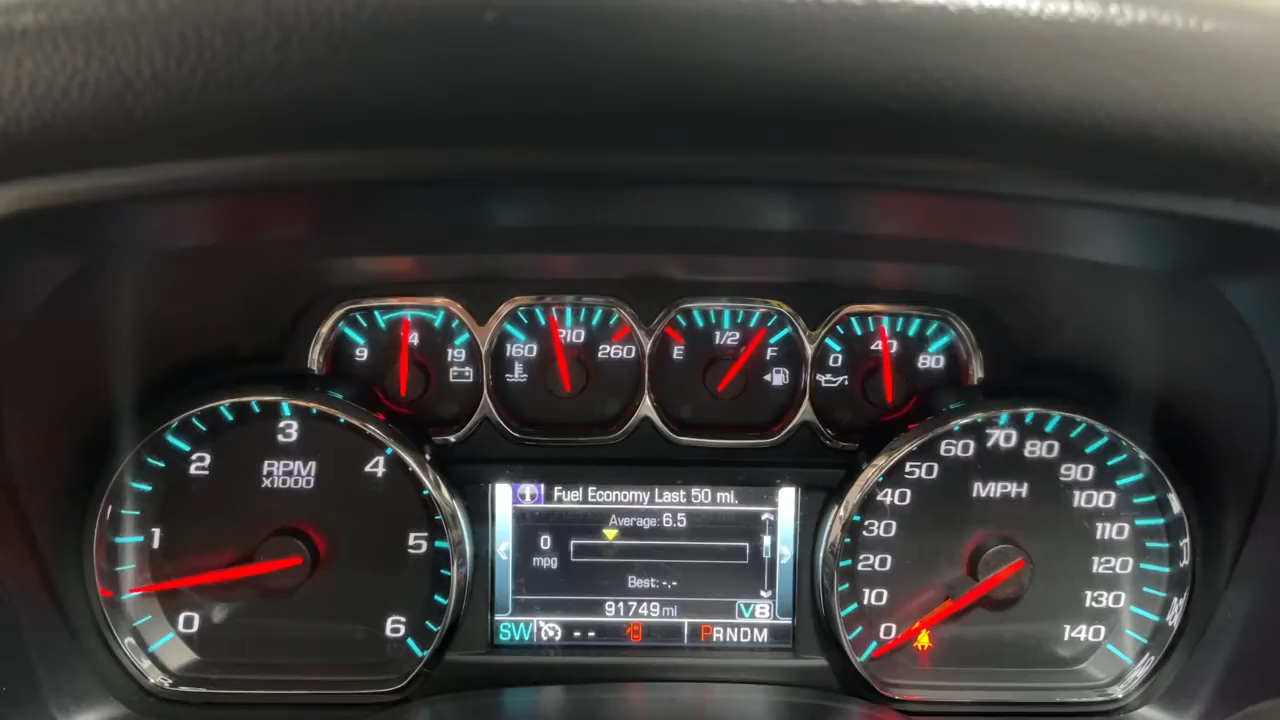 9 4 19
160 210 260
E 1/2 F
0 40 80
0 1 2 3 4 5 6
RPM
x1000
Fuel Economy Last 50 mi.
Average: 6.5
0
mpg
Best: -.-
91749 mi
V8
SW
--
PRNDM
0 10 20 30 40 50 60 70 80 90 100 110 120 130 140
MPH